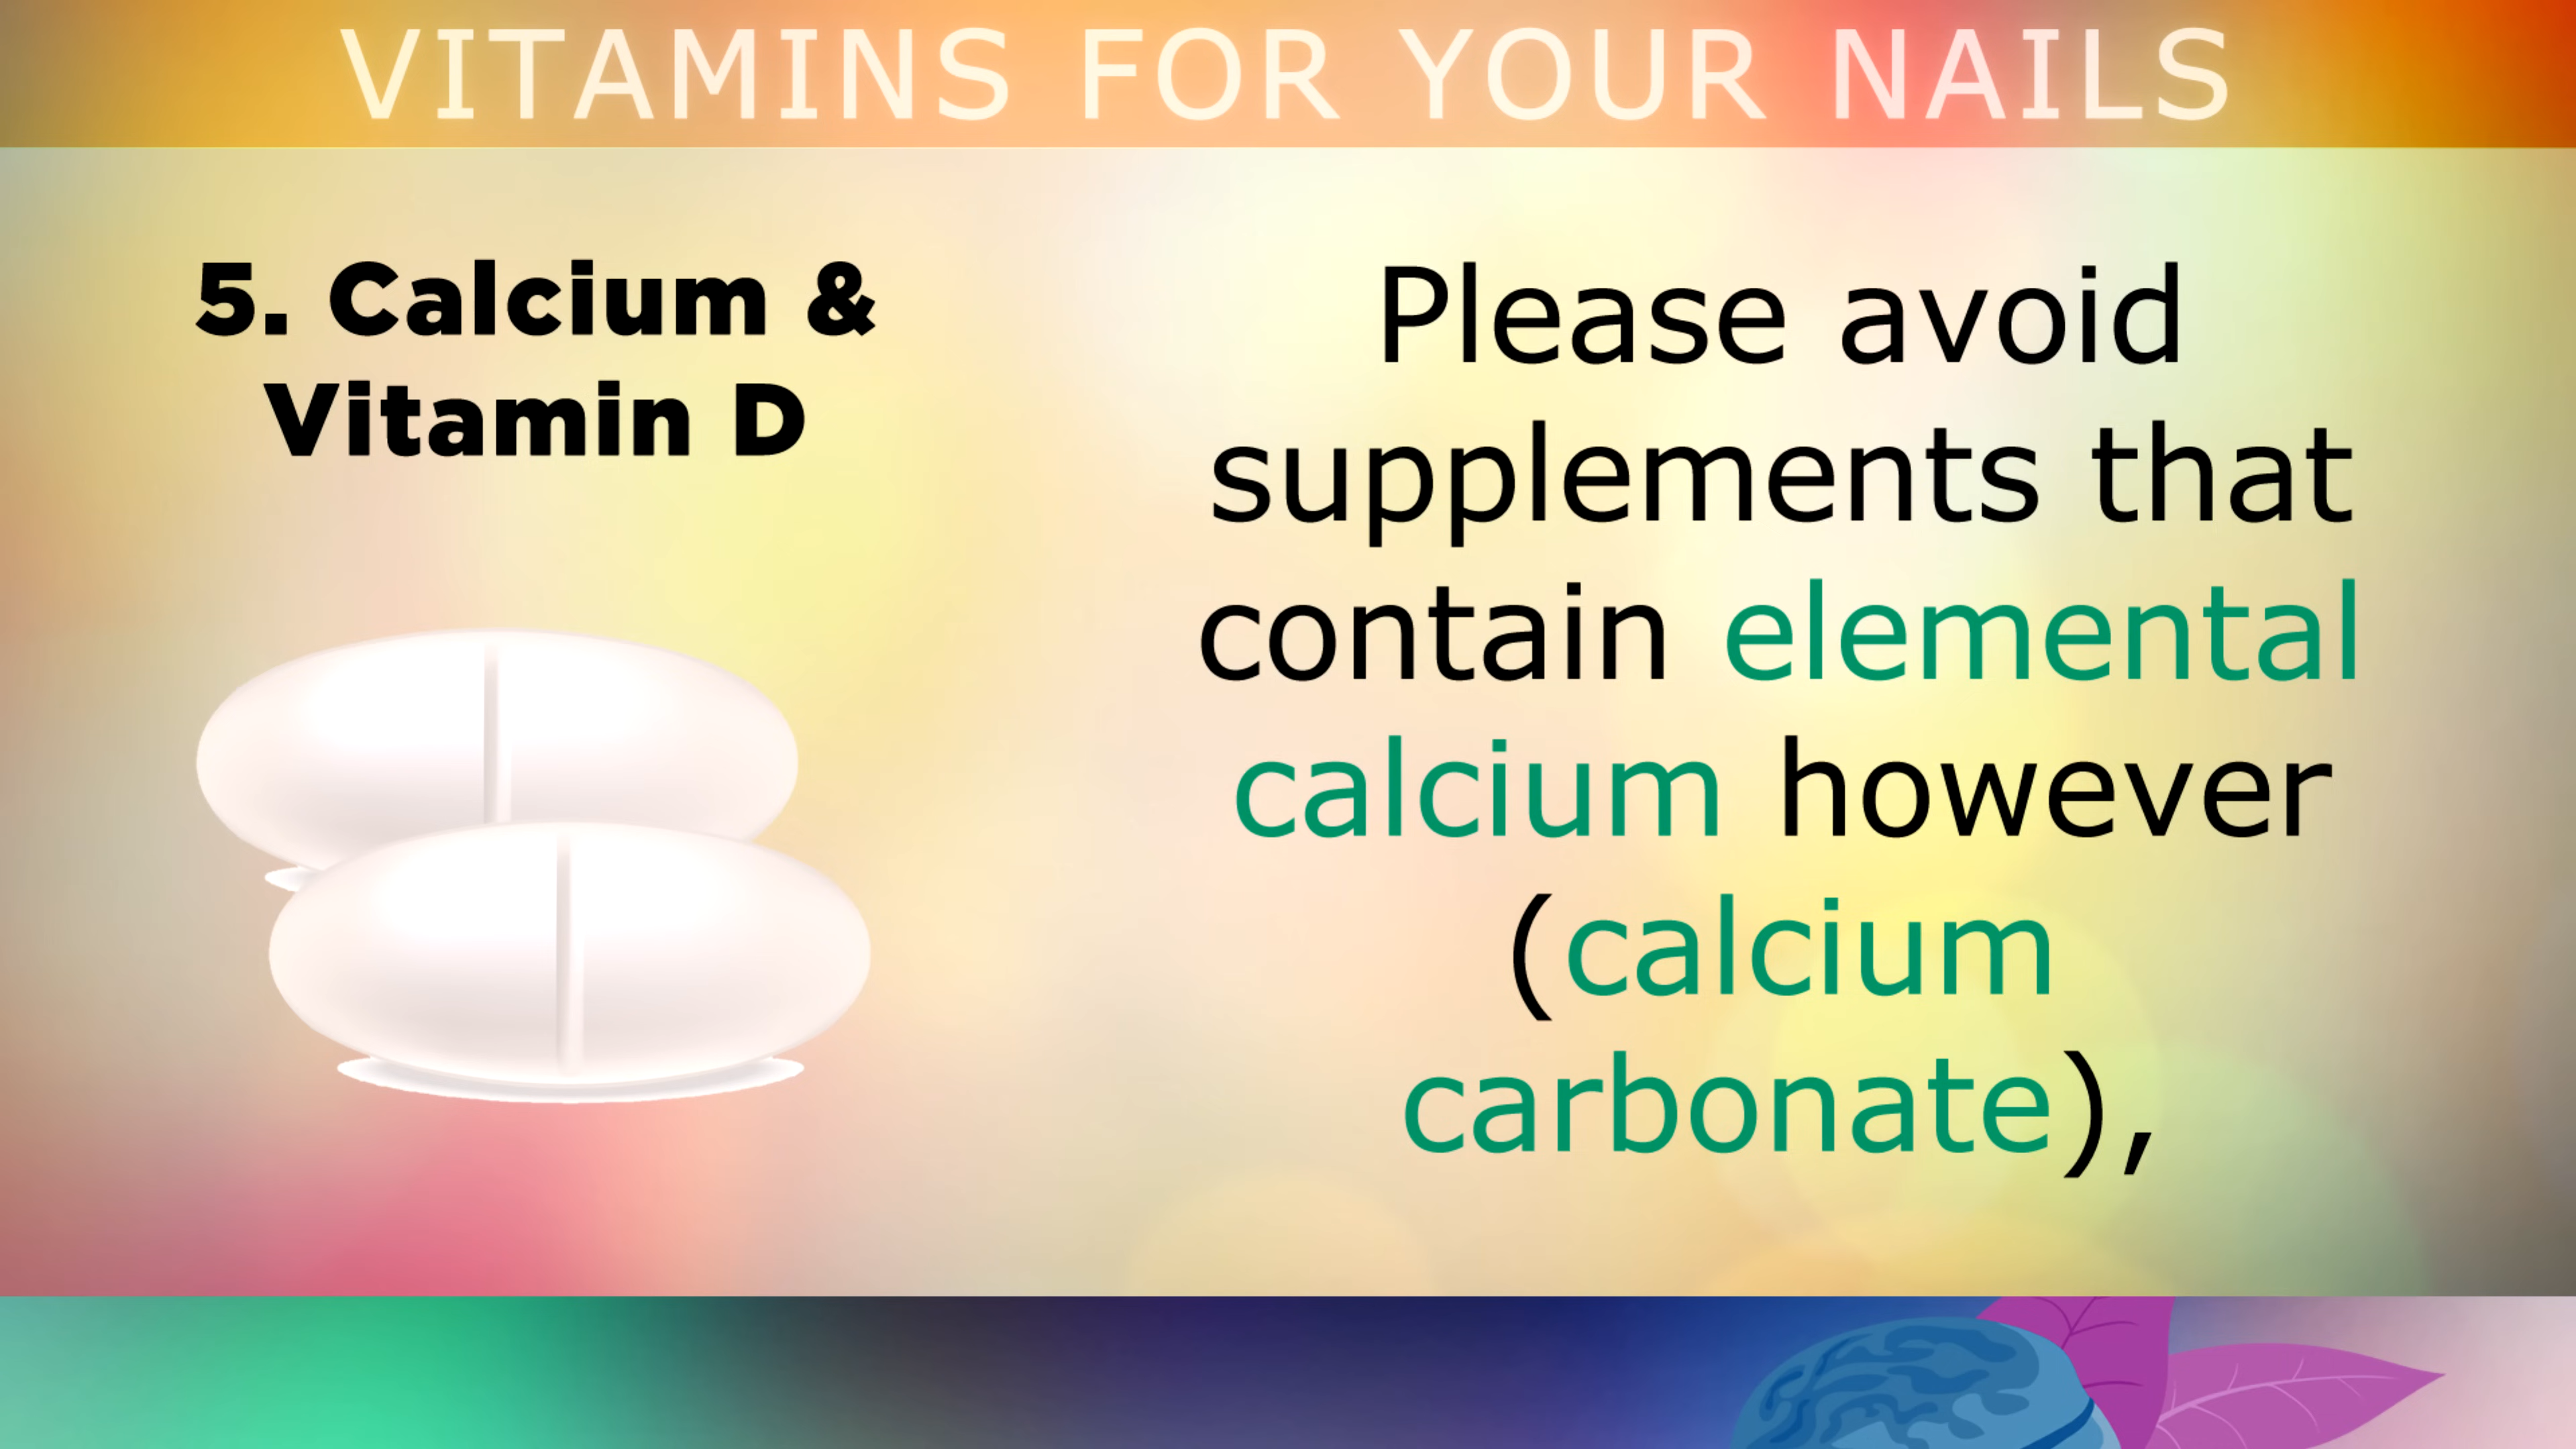 VITAMINS FOR YOUR NAILS
5. Calcium &
Vitamin D
Please avoid
supplements that
contain elemental
calcium however
(calcium
carbonate),